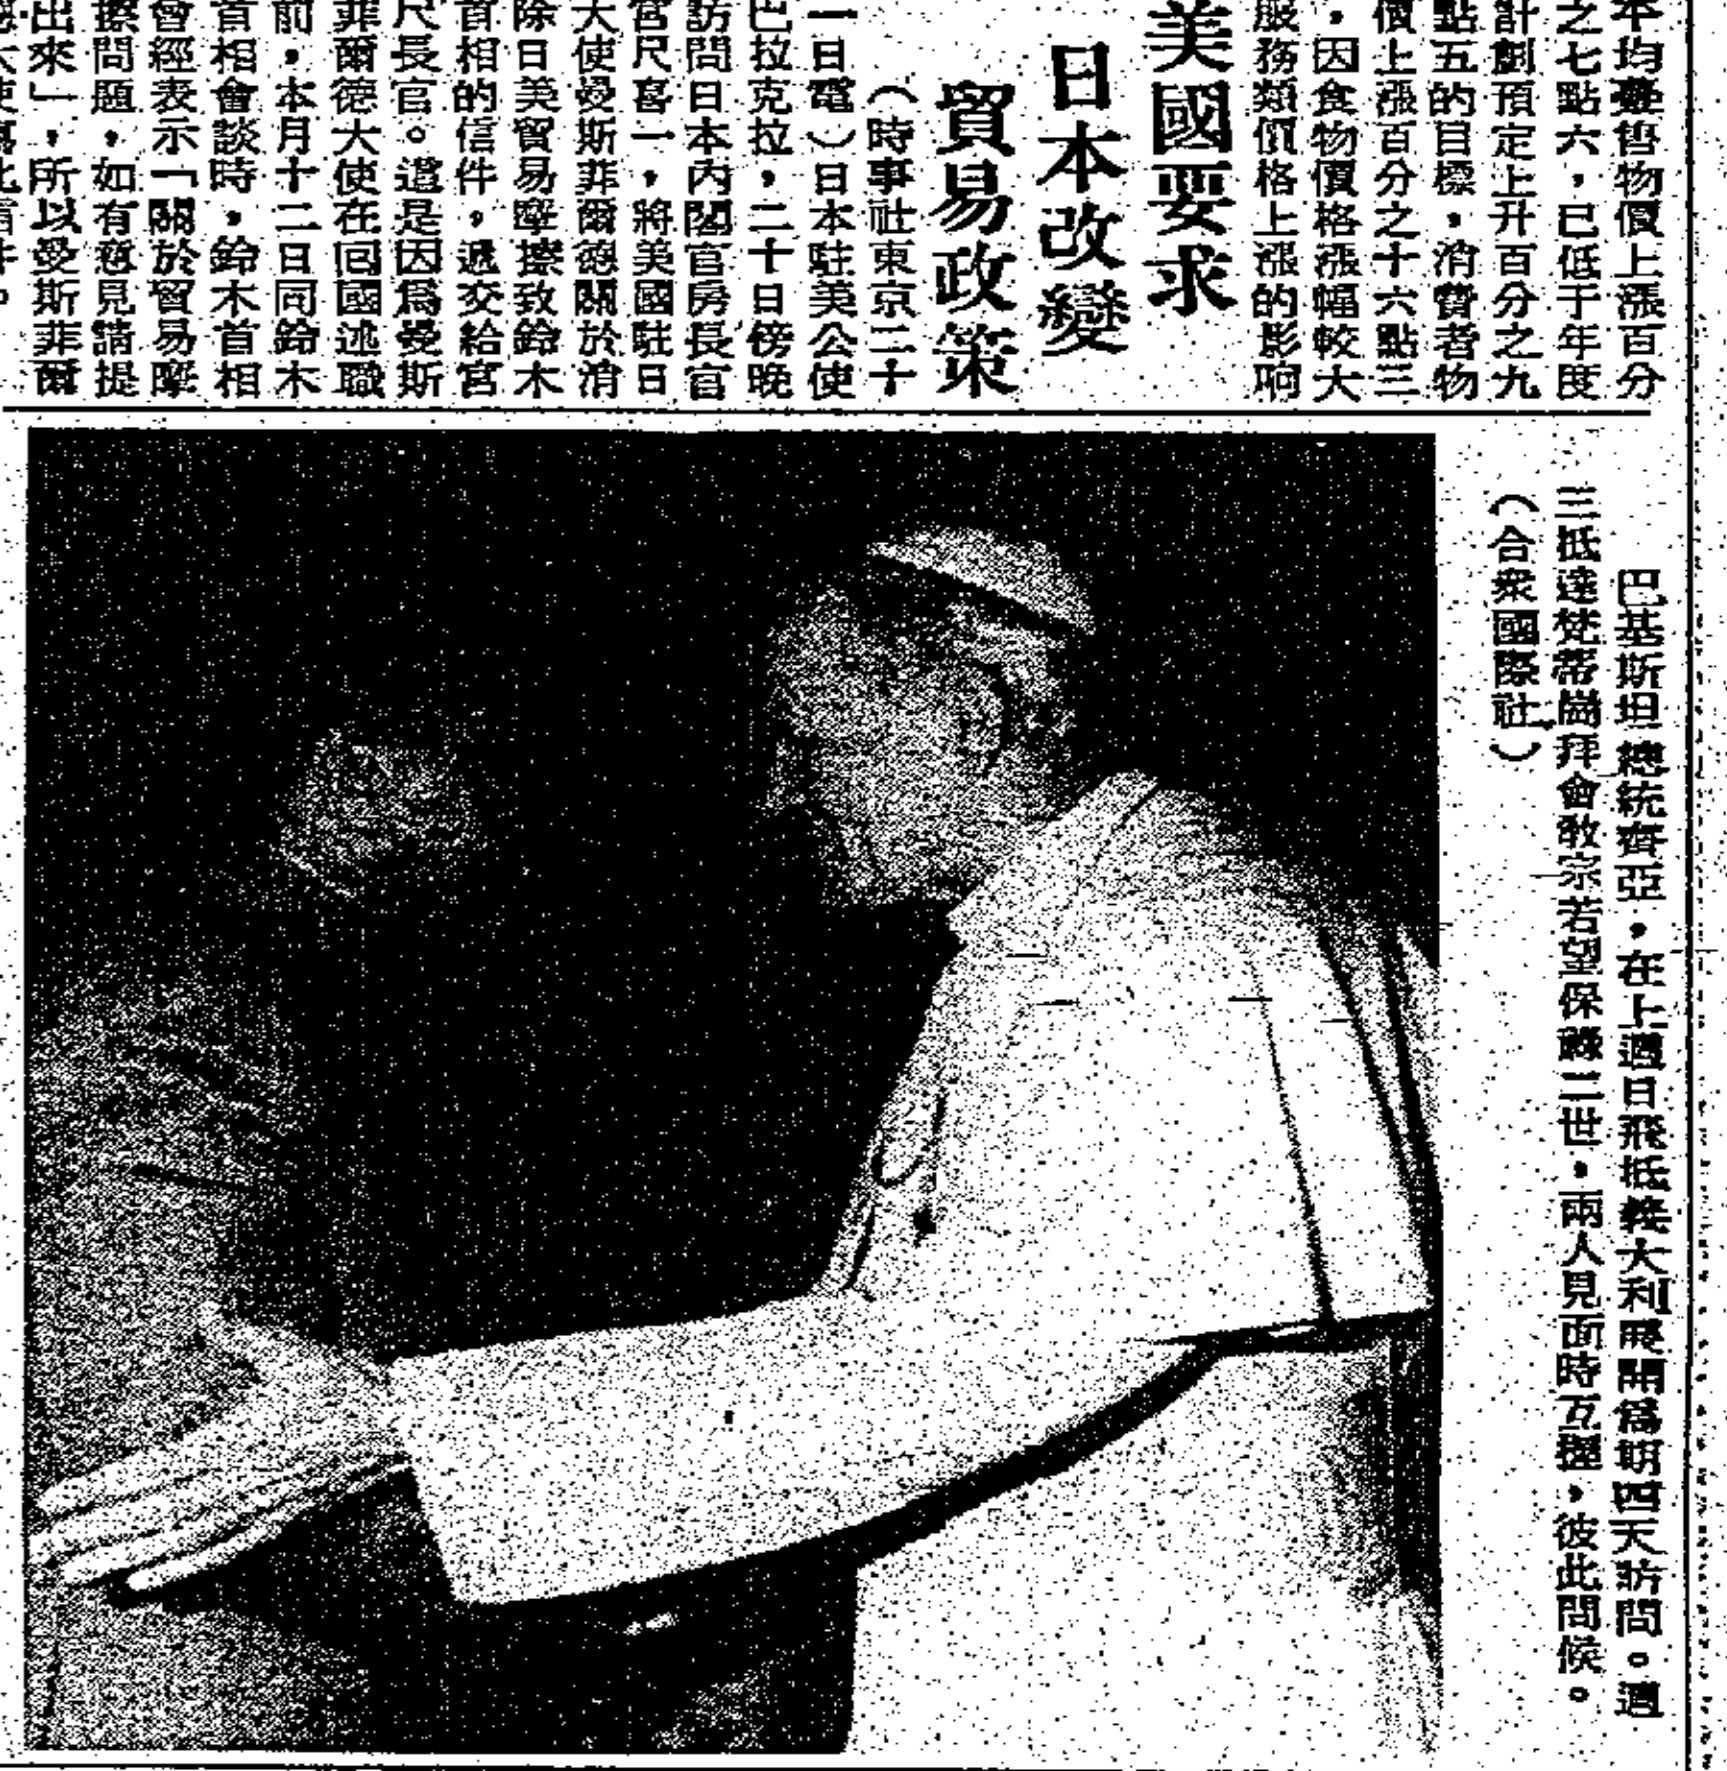 本均躉售物價上漲百分
之七點六，已低于年度
計劃預定上升百分之九
點五的目標，消費者物
價上漲百分之十六點三
，因食物價格漲幅較大
服務類價格上漲的影响
美國要求
日本改變
貿易政策
（時事社東京二十
一日電）日本駐美公使
巴拉克拉，二十日傍晚
訪問日本內閣官房長官
宮尺喜一，將美國駐日
大使曼斯菲爾德關於消
除日美貿易摩擦致鈴木
首相的信件，遞交給宮
尺長官。這是因為曼斯
菲爾德大使在回國述職
前，本月十二日同鈴木
首相會談時，鈴木首相
會經表示「關於貿易摩
擦問題，如有意見請提
出來」，所以曼斯菲爾
巴基斯坦總統齊亞，在上週日飛抵義大利展開為期四天訪問。週
三抵達梵蒂崗拜會教宗若望保祿二世，兩人見面時互握，彼此問候。
（合衆國際社）